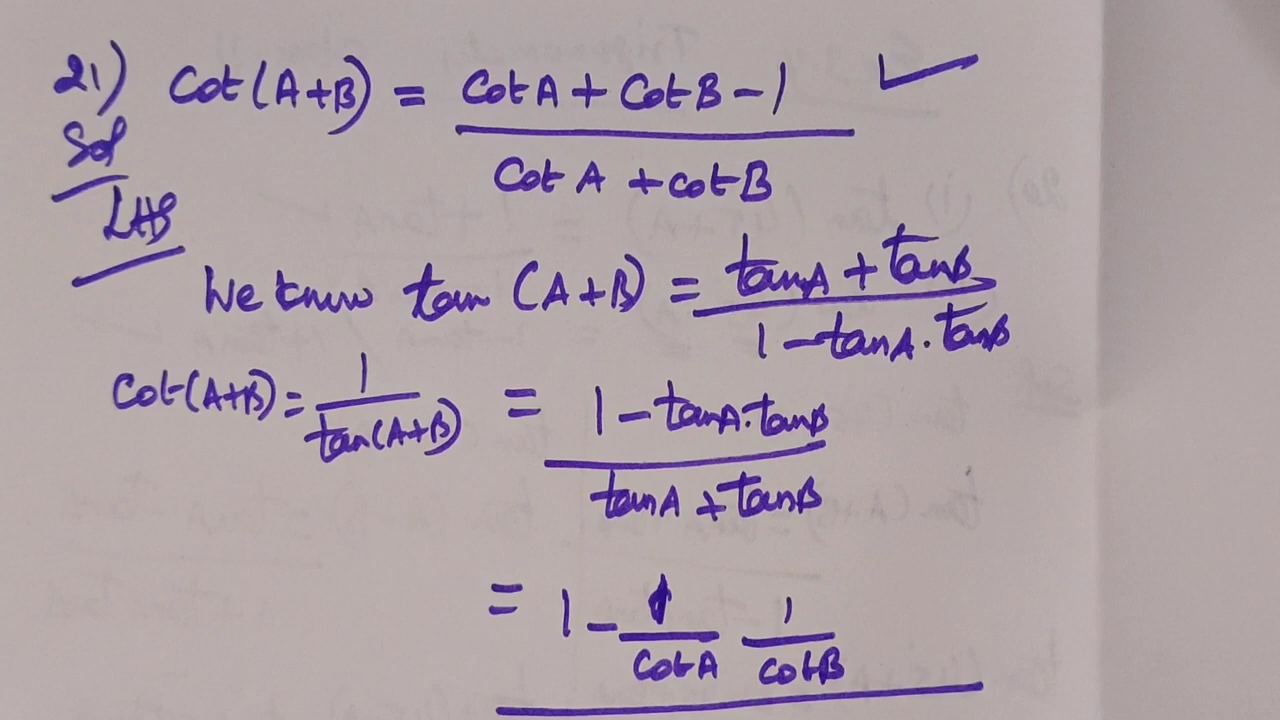 21) Cot(A+B) = CotA + CotB - 1 ✓
Cot A + cotB
Sol
LHS
We know tan (A+B) = tanA + tanB
1 - tanA . tanB
Cot(A+B) = 1 = 1 - tanA . tanB
tan(A+B) tanA + tanB
= 1 - 1 1
cotA cotB